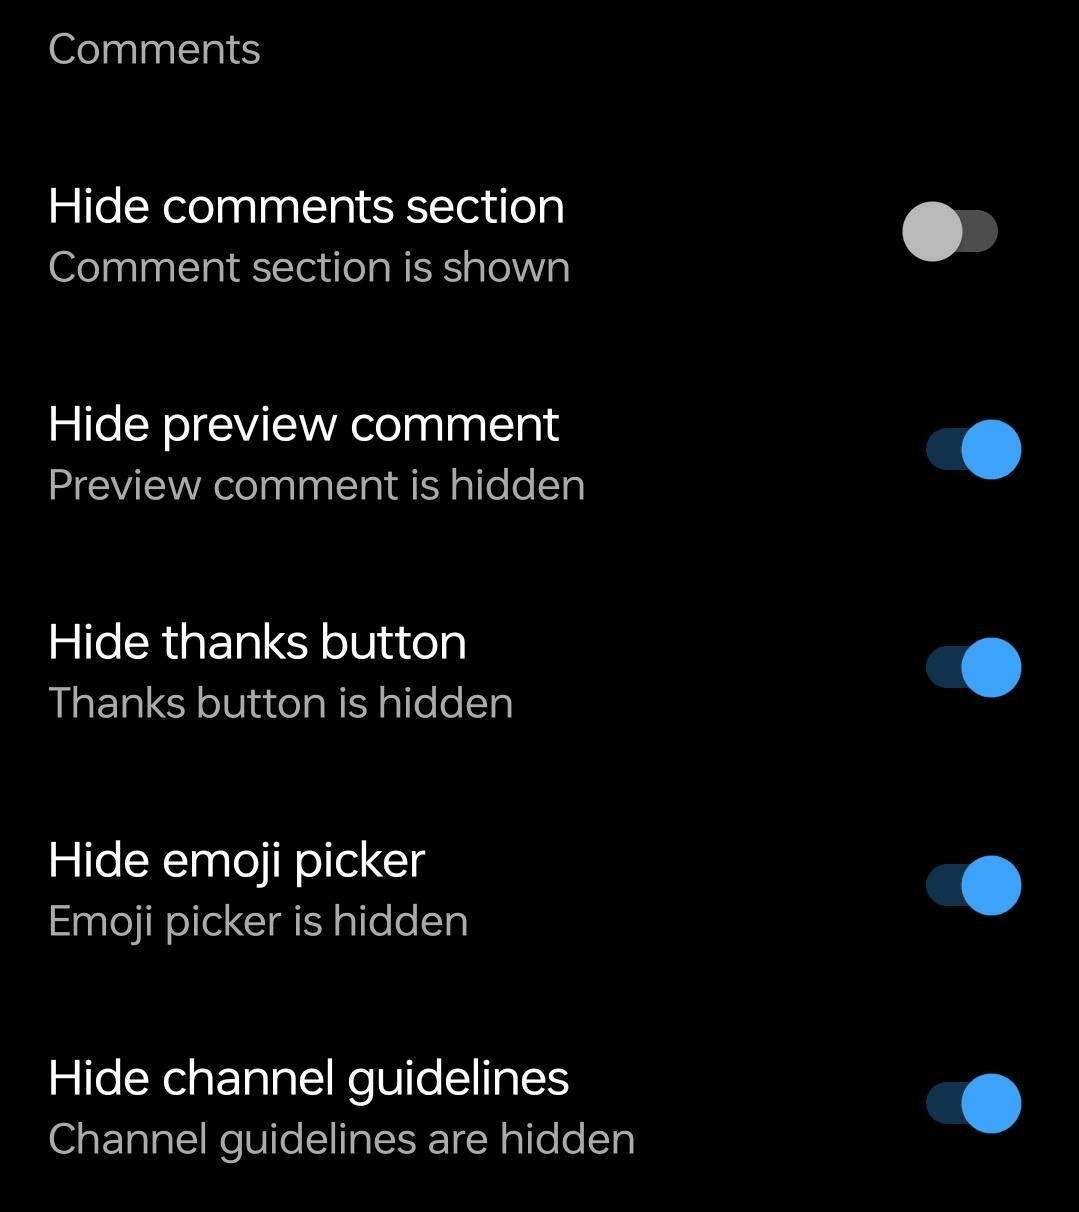 Comments
Hide comments section
Comment section is shown
Hide preview comment
Preview comment is hidden
Hide thanks button
Thanks button is hidden
Hide emoji picker
Emoji picker is hidden
Hide channel guidelines
Channel guidelines are hidden